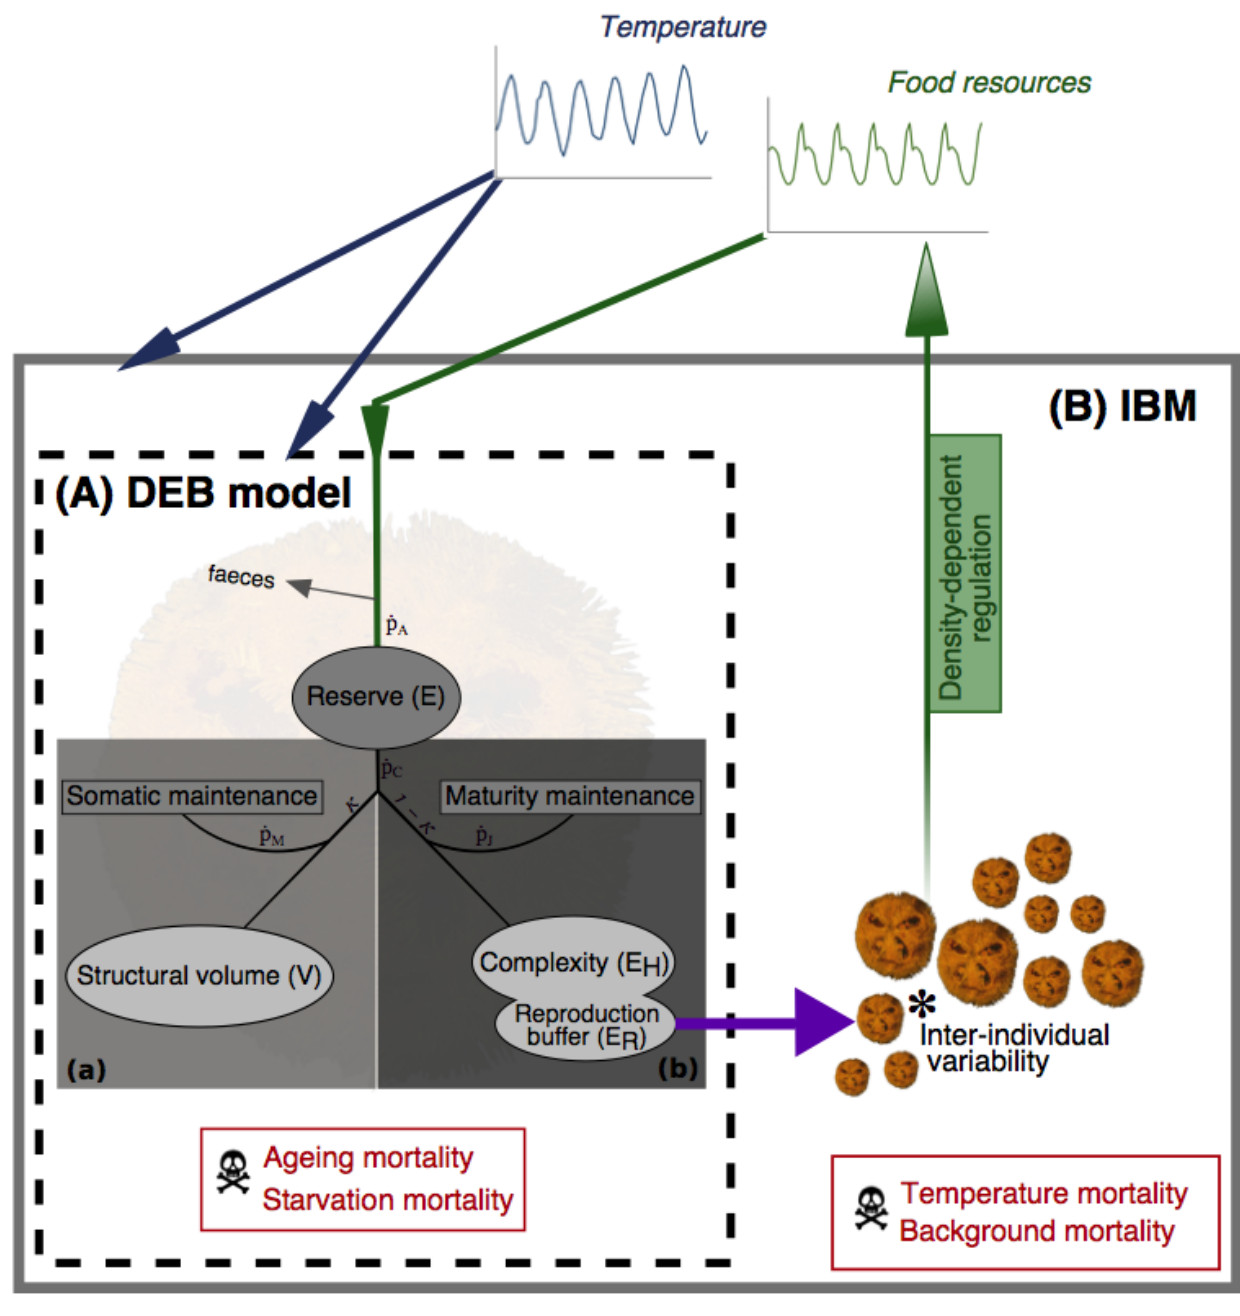 Temperature
Food resources
(B) IBM
(A) DEB model
Density-dependent
regulation
faeces
ṗA
Reserve (E)
ṗC
Somatic maintenance
κ
1 − κ
Maturity maintenance
ṗM
ṗJ
Structural volume (V)
Complexity (EH)
Reproduction
buffer (ER)
*
Inter-individual
variability
(a)
(b)
Ageing mortality
Starvation mortality
Temperature mortality
Background mortality